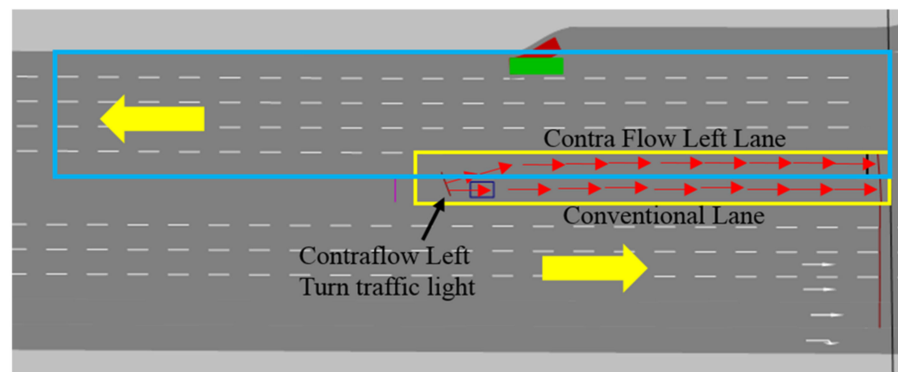 Contra Flow Left Lane
Conventional Lane
Contraflow Left
Turn traffic light